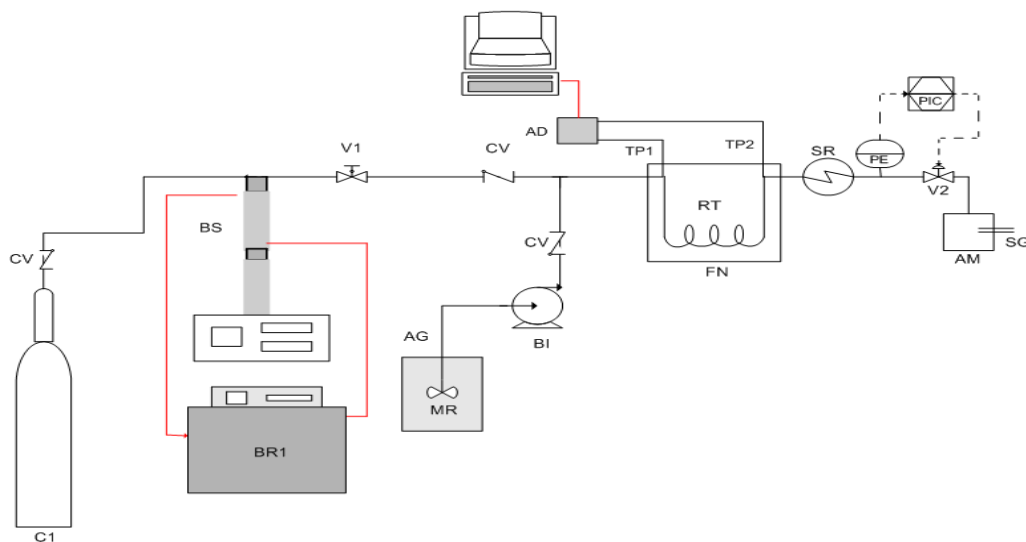 PIC
AD
TP1
TP2
SR
PE
V1
CV
V2
RT
BS
CV
CV
FN
AM
SG
AG
BI
MR
BR1
C1